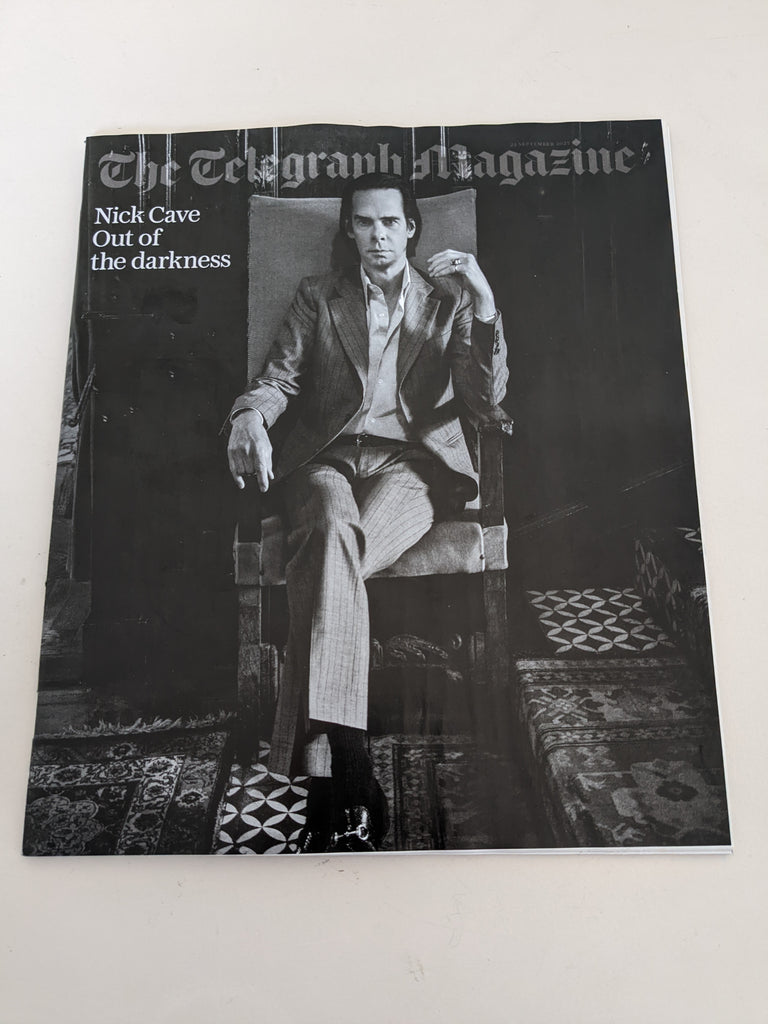 The Telegraph Magazine
Nick Cave
Out of
the darkness